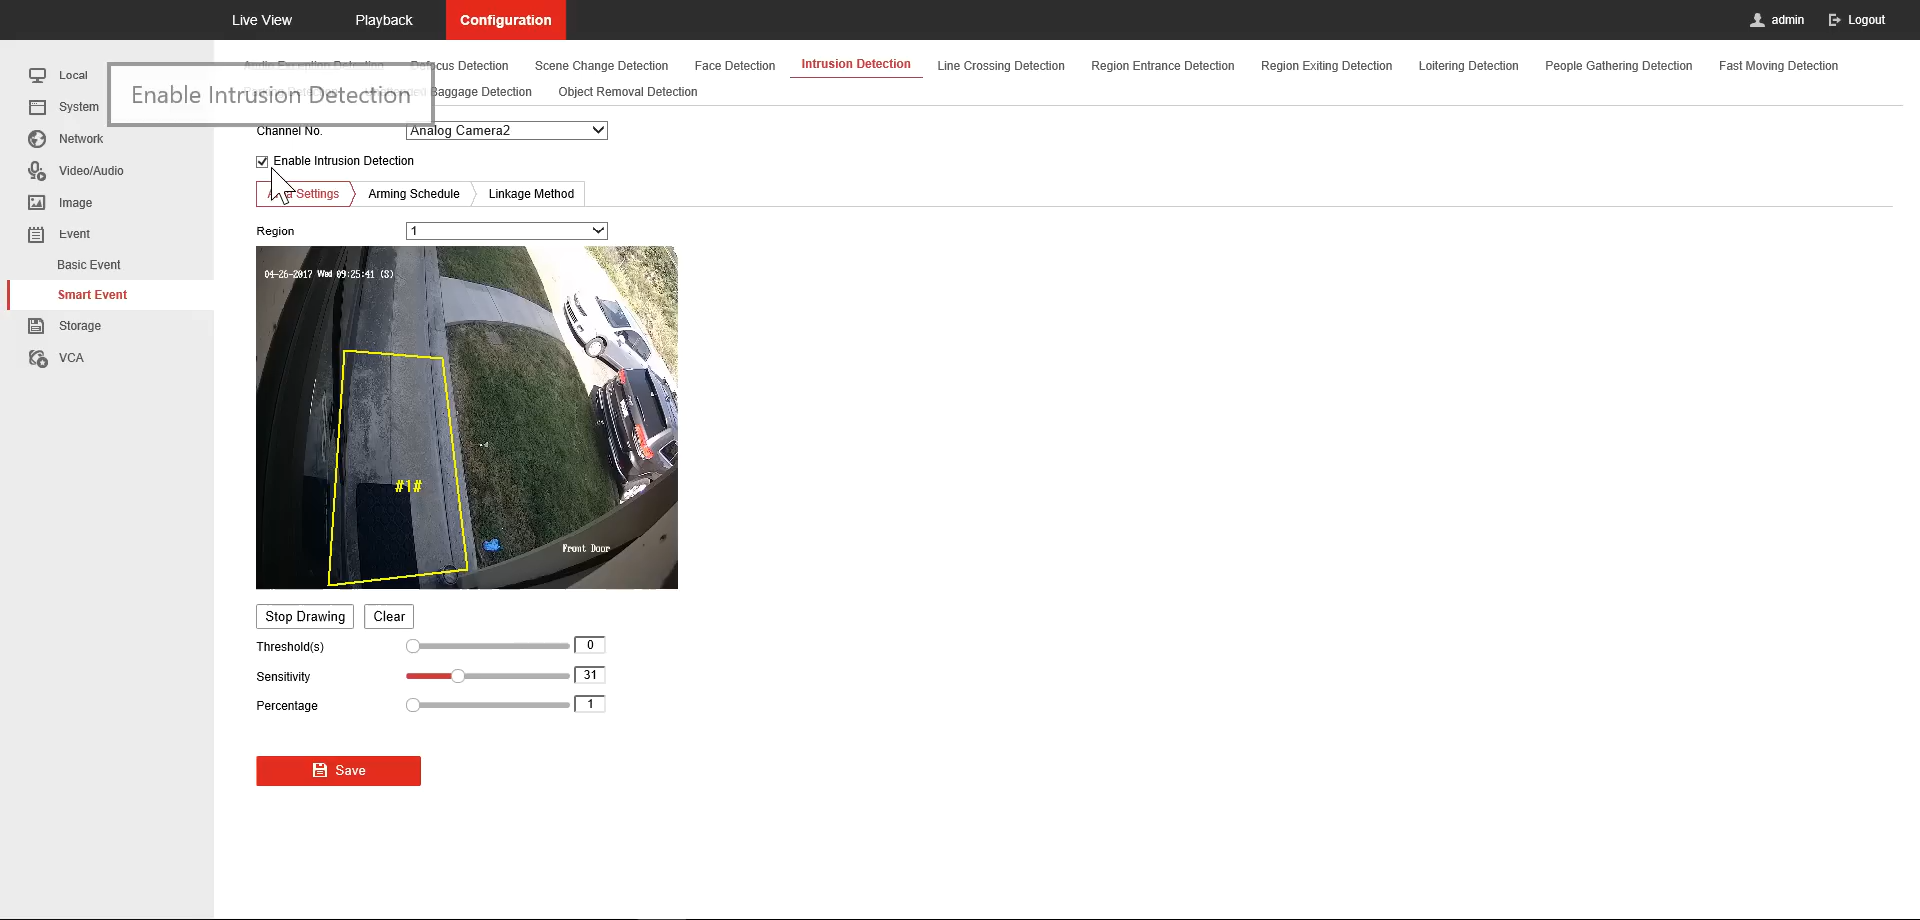 Live View Playback Configuration admin Logout
Local
System
Network
Video/Audio
Image
Event
Basic Event
Smart Event
Storage
VCA
Enable Intrusion Detection
Audio Exception Detection Defocus Detection Scene Change Detection Face Detection Intrusion Detection Line Crossing Detection Region Entrance Detection Region Exiting Detection Loitering Detection People Gathering Detection Fast Moving Detection
Baggage Detection Object Removal Detection
Channel No. Analog Camera2
Enable Intrusion Detection
Settings Arming Schedule Linkage Method
Region 1
04-26-2017 Wed 09:25:41 (S)
#1#
Front Door
Stop Drawing Clear
Threshold(s) 0
Sensitivity 31
Percentage 1
Save